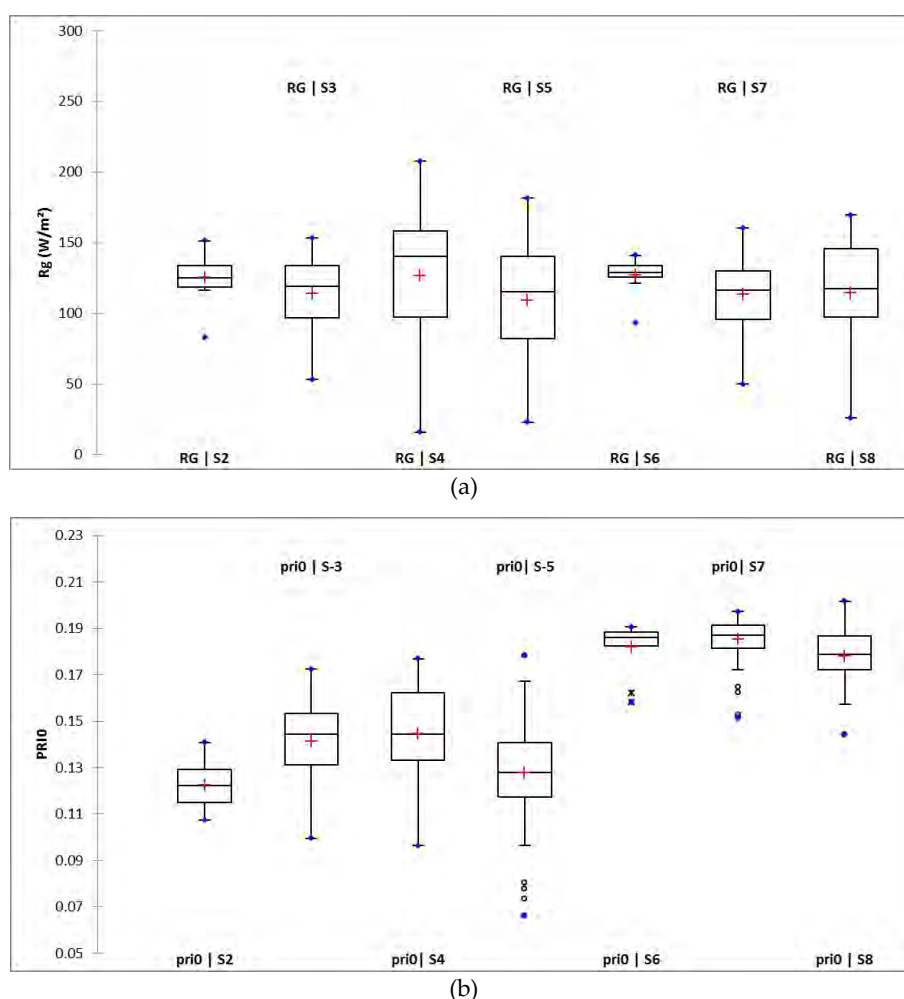 300
RG | S3 RG | S5 RG | S7
250
200
Rg (W/m²)
150
100
50
0
RG | S2 RG | S4 RG | S6 RG | S8
(a)
0.23
pri0 | S-3 pri0| S-5 pri0| S7
0.21
0.19
0.17
PRI0
0.15
0.13
0.11
0.09
0.07
0.05
pri0 | S2 pri0| S4 pri0 | S6 pri0 | S8
(b)